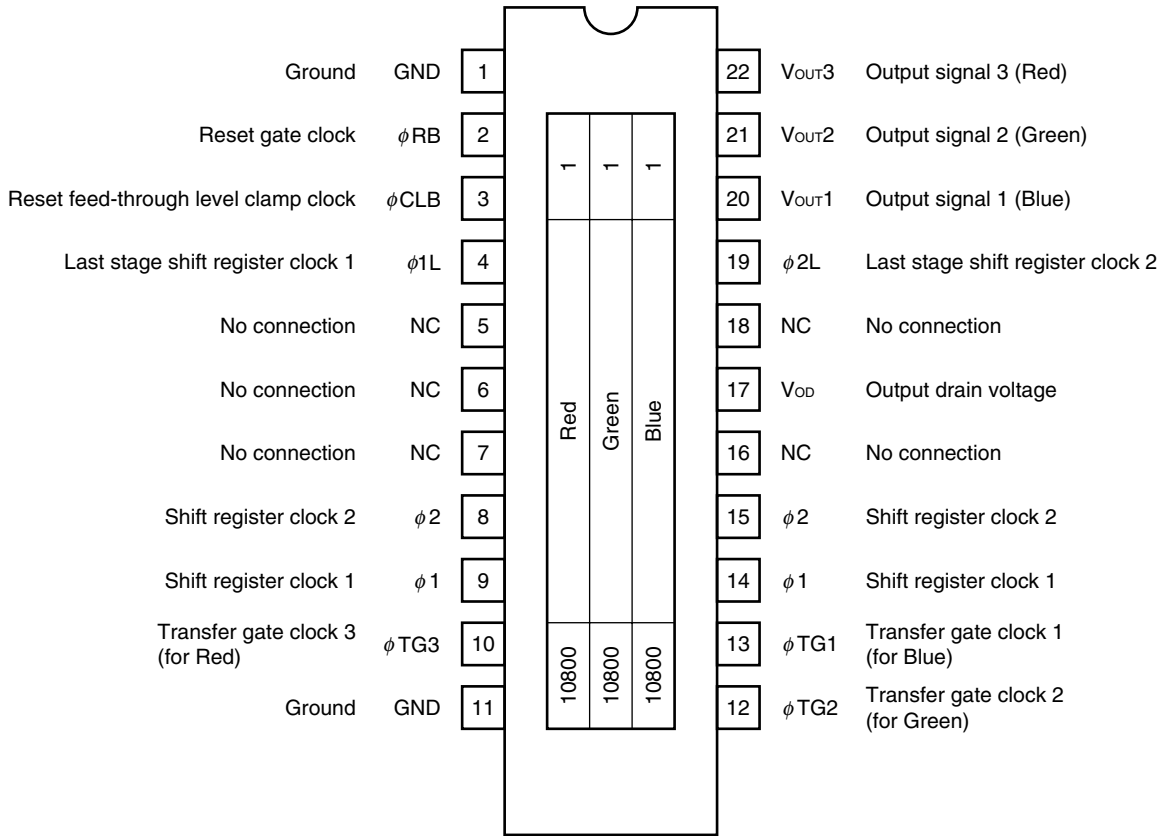 Ground GND 1
Reset gate clock ϕRB 2
Reset feed-through level clamp clock ϕCLB 3
Last stage shift register clock 1 ϕ1L 4
No connection NC 5
No connection NC 6
No connection NC 7
Shift register clock 2 ϕ2 8
Shift register clock 1 ϕ1 9
Transfer gate clock 3
(for Red) ϕTG3 10
Ground GND 11
1 1 1
Red Green Blue
10800 10800 10800
22 VOUT3 Output signal 3 (Red)
21 VOUT2 Output signal 2 (Green)
20 VOUT1 Output signal 1 (Blue)
19 ϕ2L Last stage shift register clock 2
18 NC No connection
17 VOD Output drain voltage
16 NC No connection
15 ϕ2 Shift register clock 2
14 ϕ1 Shift register clock 1
13 ϕTG1 Transfer gate clock 1
(for Blue)
12 ϕTG2 Transfer gate clock 2
(for Green)